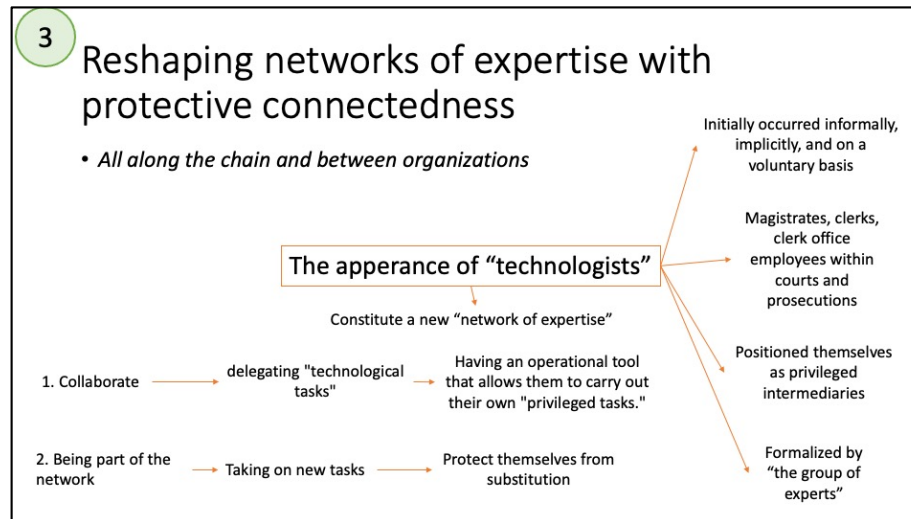 3
Reshaping networks of expertise with
protective connectedness
• All along the chain and between organizations
The apperance of “technologists”
Constitute a new “network of expertise”
Initially occurred informally,
implicitly, and on a
voluntary basis
Magistrates, clerks,
clerk office
employees within
courts and
prosecutions
Positioned themselves
as privileged
intermediaries
Formalized by
“the group of
experts”
1. Collaborate
delegating "technological
tasks"
Having an operational tool
that allows them to carry out
their own "privileged tasks."
2. Being part of the
network
Taking on new tasks
Protect themselves from
substitution